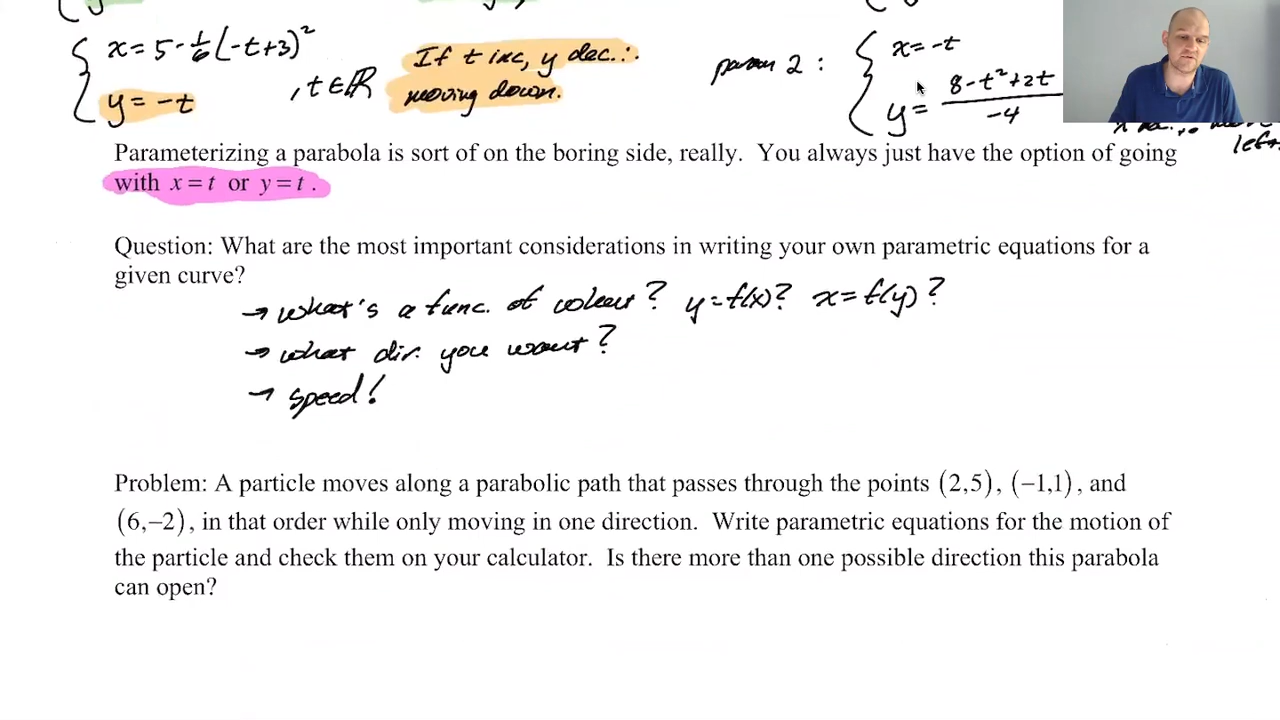 x = 5 - 1/6 (-t+3)²
y = -t
, t ∈ ℝ
If t inc, y dec ∴
moving down.
param 2 :
x = -t
y = 8 - t² + 2t / -4
left.
Parameterizing a parabola is sort of on the boring side, really. You always just have the option of going
with x = t or y = t .
Question: What are the most important considerations in writing your own parametric equations for a
given curve?
→ what's a func. of what? y = f(x)? x = f(y)?
→ what dir. you want?
→ speed!
Problem: A particle moves along a parabolic path that passes through the points (2,5), (−1,1), and
(6,−2), in that order while only moving in one direction. Write parametric equations for the motion of
the particle and check them on your calculator. Is there more than one possible direction this parabola
can open?